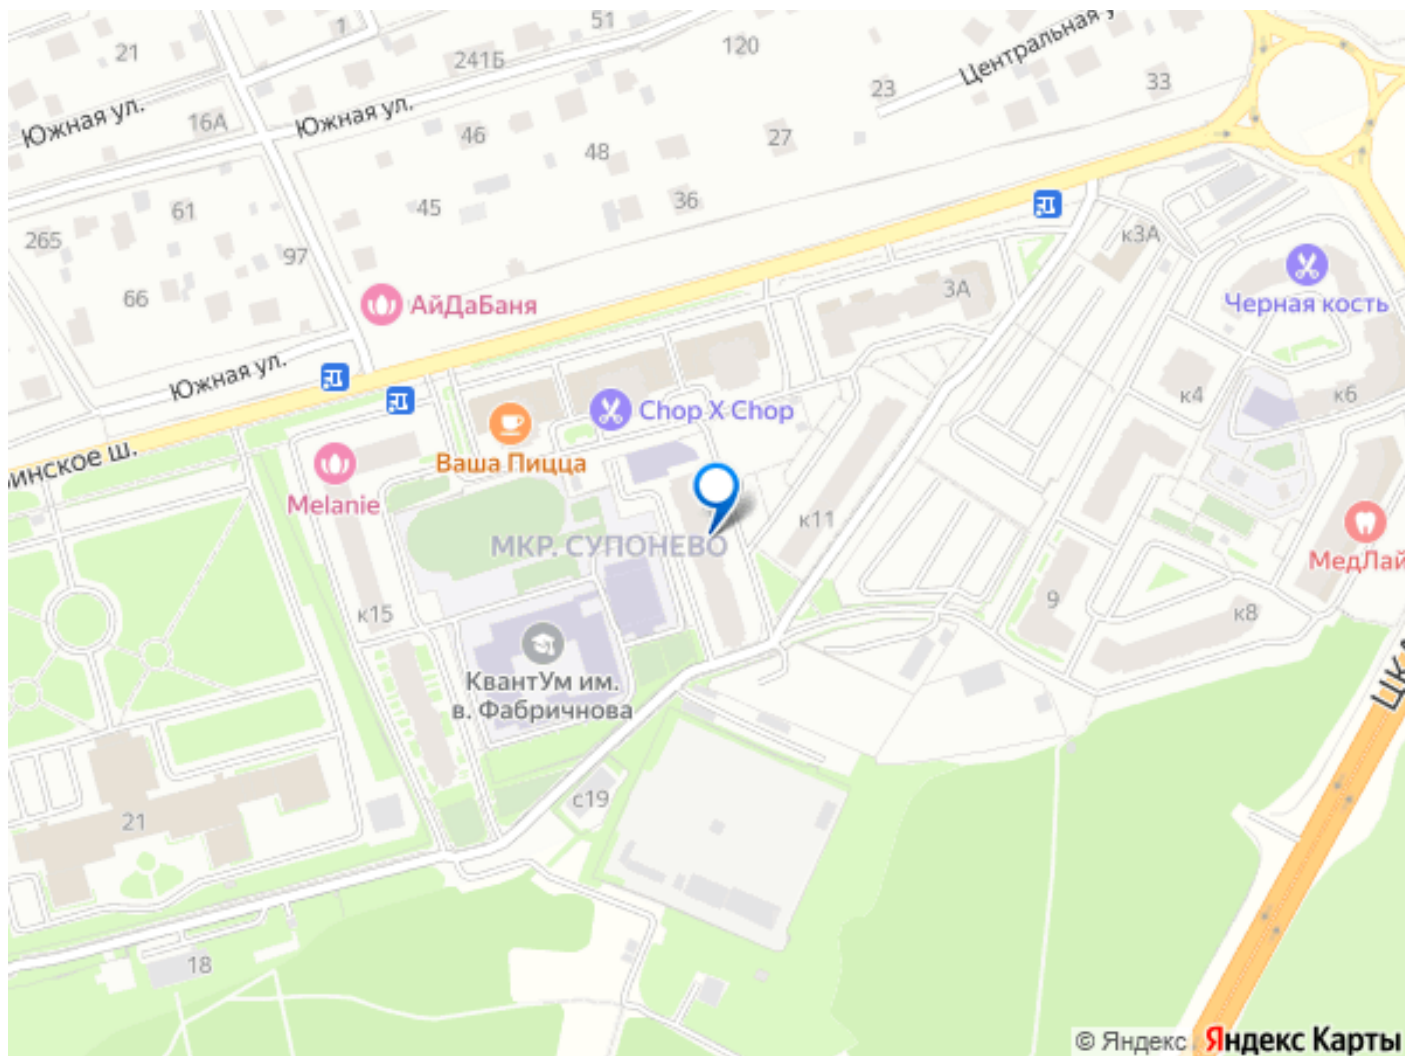 21
1
51
241Б
120
Центральная у
23
33
Южная ул.
16А
Южная ул.
46
48
27
45
36
61
265
97
66
к3А
3А
АйДаБаня
Черная кость
Южная ул.
к4
к6
Chop X Chop
Ваша Пицца
инское ш.
Melanie
к11
МКР. СУПОНЕВО
МедЛай
к15
9
к8
КвантУм им.
в. Фабричнова
ЦКА
с19
21
18
© Яндекс Яндекс Карты